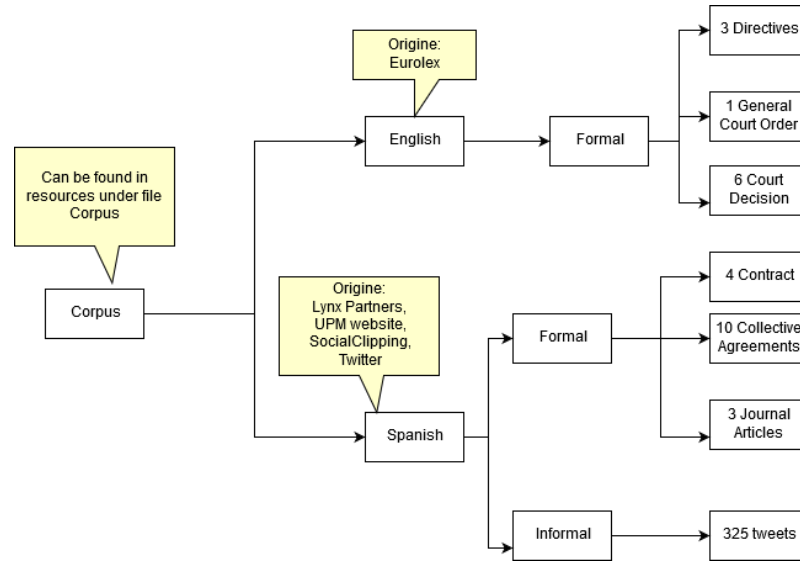 Origine:
Eurolex
3 Directives
1 General
Court Order
English
Formal
6 Court
Decision
Can be found in
resources under file
Corpus
Corpus
Origine:
Lynx Partners,
UPM website,
SocialClipping,
Twitter
4 Contract
Formal
10 Collective
Agreements
3 Journal
Articles
Spanish
Informal
325 tweets